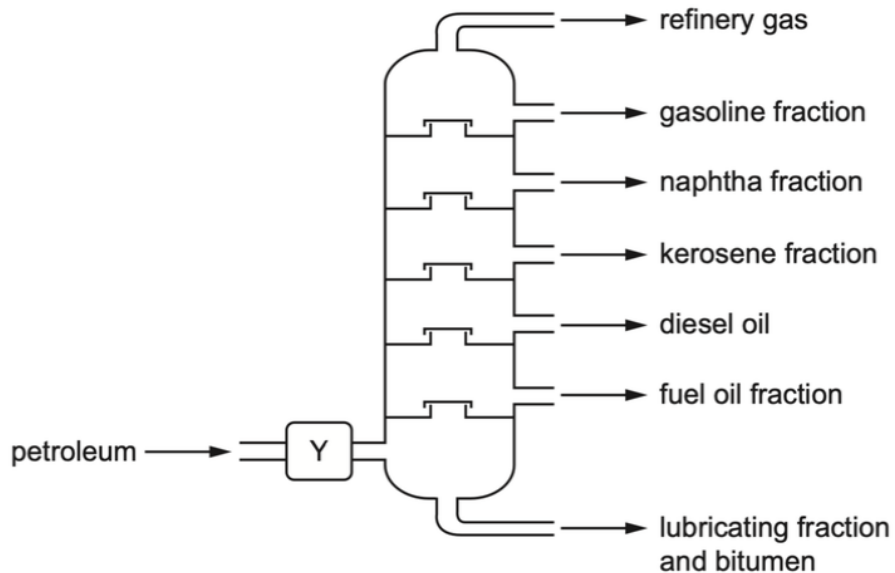 refinery gas
gasoline fraction
naphtha fraction
kerosene fraction
diesel oil
fuel oil fraction
petroleum
Y
lubricating fraction
and bitumen